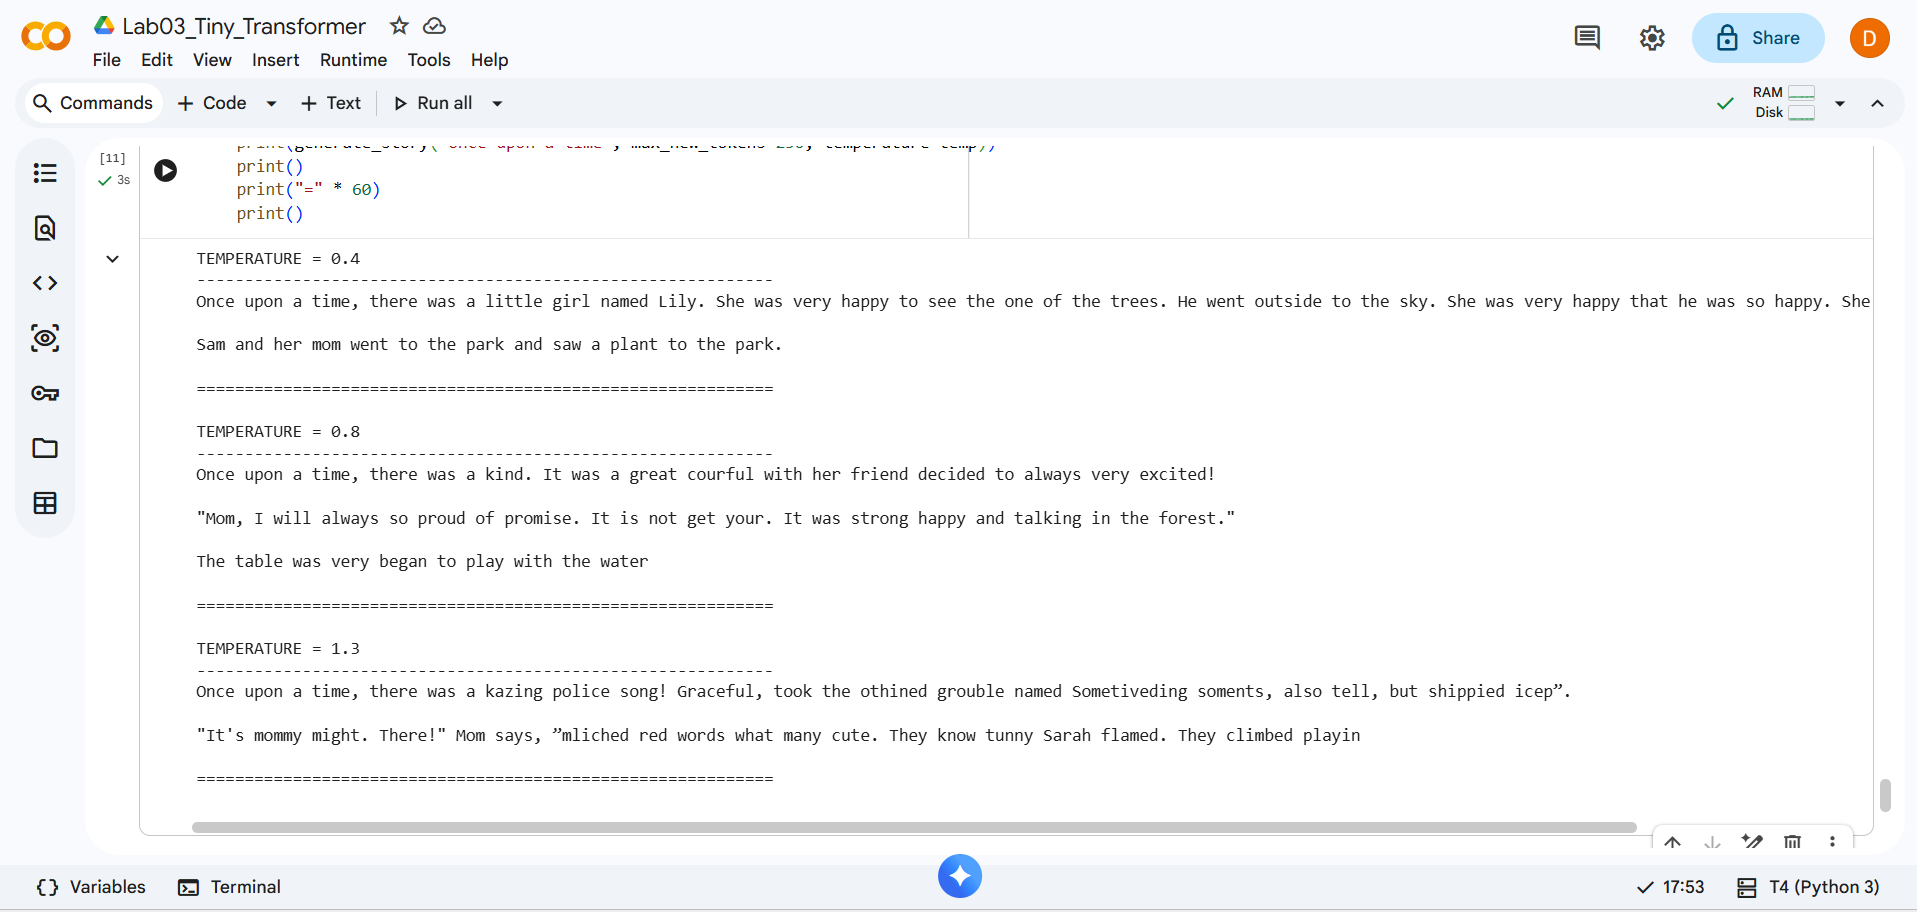 Lab03_Tiny_Transformer
File Edit View Insert Runtime Tools Help
Share
D
Commands + Code + Text Run all
RAM
Disk
[11]
3s
print(generate_story("Once upon a time", max_new_tokens=250, temperature=temp))
print()
print("=" * 60)
print()
TEMPERATURE = 0.4
------------------------------------------------------------
Once upon a time, there was a little girl named Lily. She was very happy to see the one of the trees. He went outside to the sky. She was very happy that he was so happy. She
Sam and her mom went to the park and saw a plant to the park.
============================================================
TEMPERATURE = 0.8
------------------------------------------------------------
Once upon a time, there was a kind. It was a great courful with her friend decided to always very excited!
"Mom, I will always so proud of promise. It is not get your. It was strong happy and talking in the forest."
The table was very began to play with the water
============================================================
TEMPERATURE = 1.3
------------------------------------------------------------
Once upon a time, there was a kazing police song! Graceful, took the othined grouble named Sometiveding soments, also tell, but shippied icep”.
"It's mommy might. There!" Mom says, ”mliched red words what many cute. They know tunny Sarah flamed. They climbed playin
============================================================
Variables Terminal
17:53 T4 (Python 3)